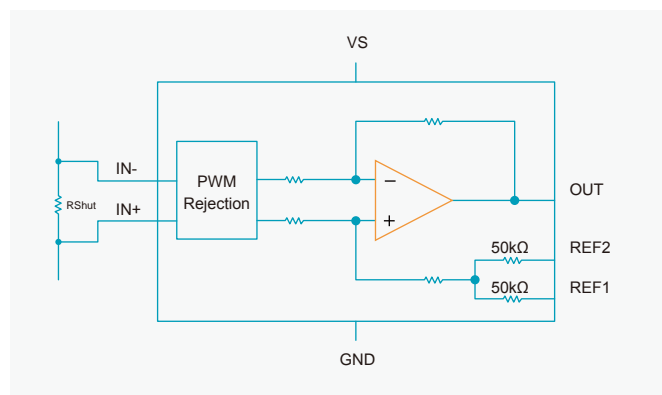 VS
IN-
RShut
IN+
PWM
Rejection
−
+
OUT
50kΩ
REF2
50kΩ
REF1
GND